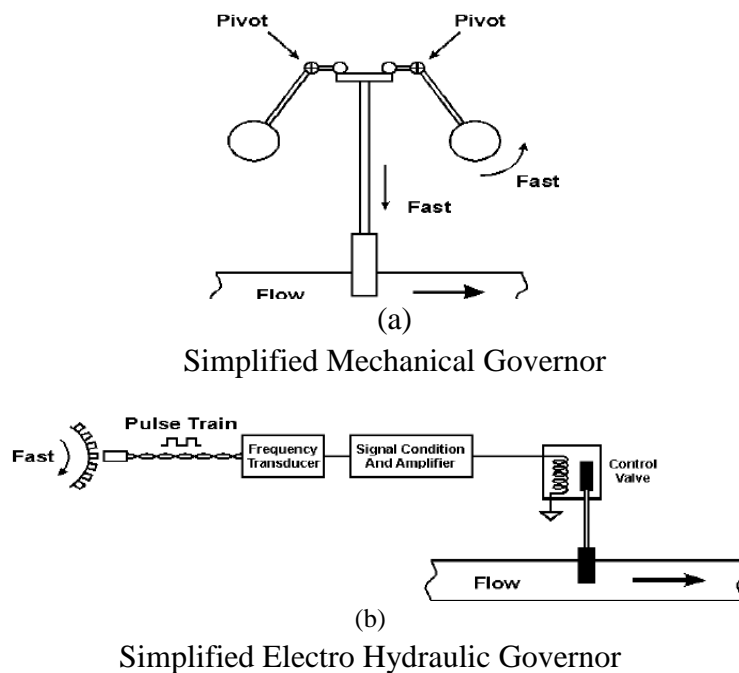 Pivot
Pivot
Fast
Fast
Flow
(a)
Simplified Mechanical Governor
Pulse Train
Fast
Frequency
Transducer
Signal Condition
And Amplifier
Control
Valve
Flow
(b)
Simplified Electro Hydraulic Governor